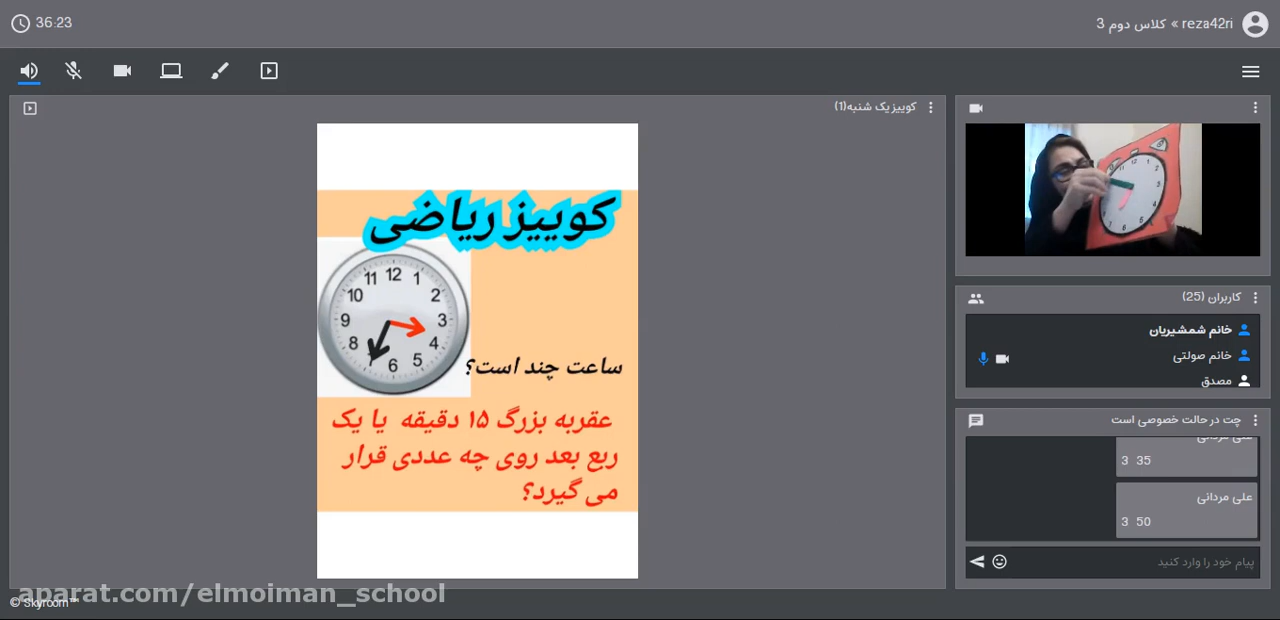 36:23
reza42ri » کلاس دوم 3
کوییز یک شنبه(1)
کوییز ریاضی
12
1
2
3
4
5
6
7
8
9
10
11
ساعت چند است؟
عقربه بزرگ ۱۵ دقیقه یا یک
ربع بعد روی چه عددی قرار
می گیرد؟
کاربران (25)
خانم شمشیریان
خانم صولتی
مصدق
چت در حالت خصوصی است
علی مردانی
3 35
علی مردانی
3 50
پیام خود را وارد کنید
aparat.com/elmoiman_school
© Skyroom™